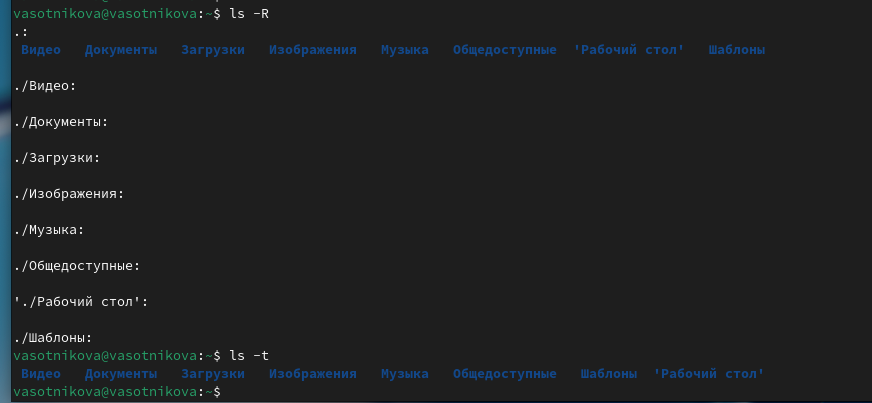 vasotnikova@vasotnikova:~$ ls -R
.:
Видео Документы Загрузки Изображения Музыка Общедоступные 'Рабочий стол' Шаблоны
./Видео:
./Документы:
./Загрузки:
./Изображения:
./Музыка:
./Общедоступные:
'./Рабочий стол':
./Шаблоны:
vasotnikova@vasotnikova:~$ ls -t
Видео Документы Загрузки Изображения Музыка Общедоступные Шаблоны 'Рабочий стол'
vasotnikova@vasotnikova:~$